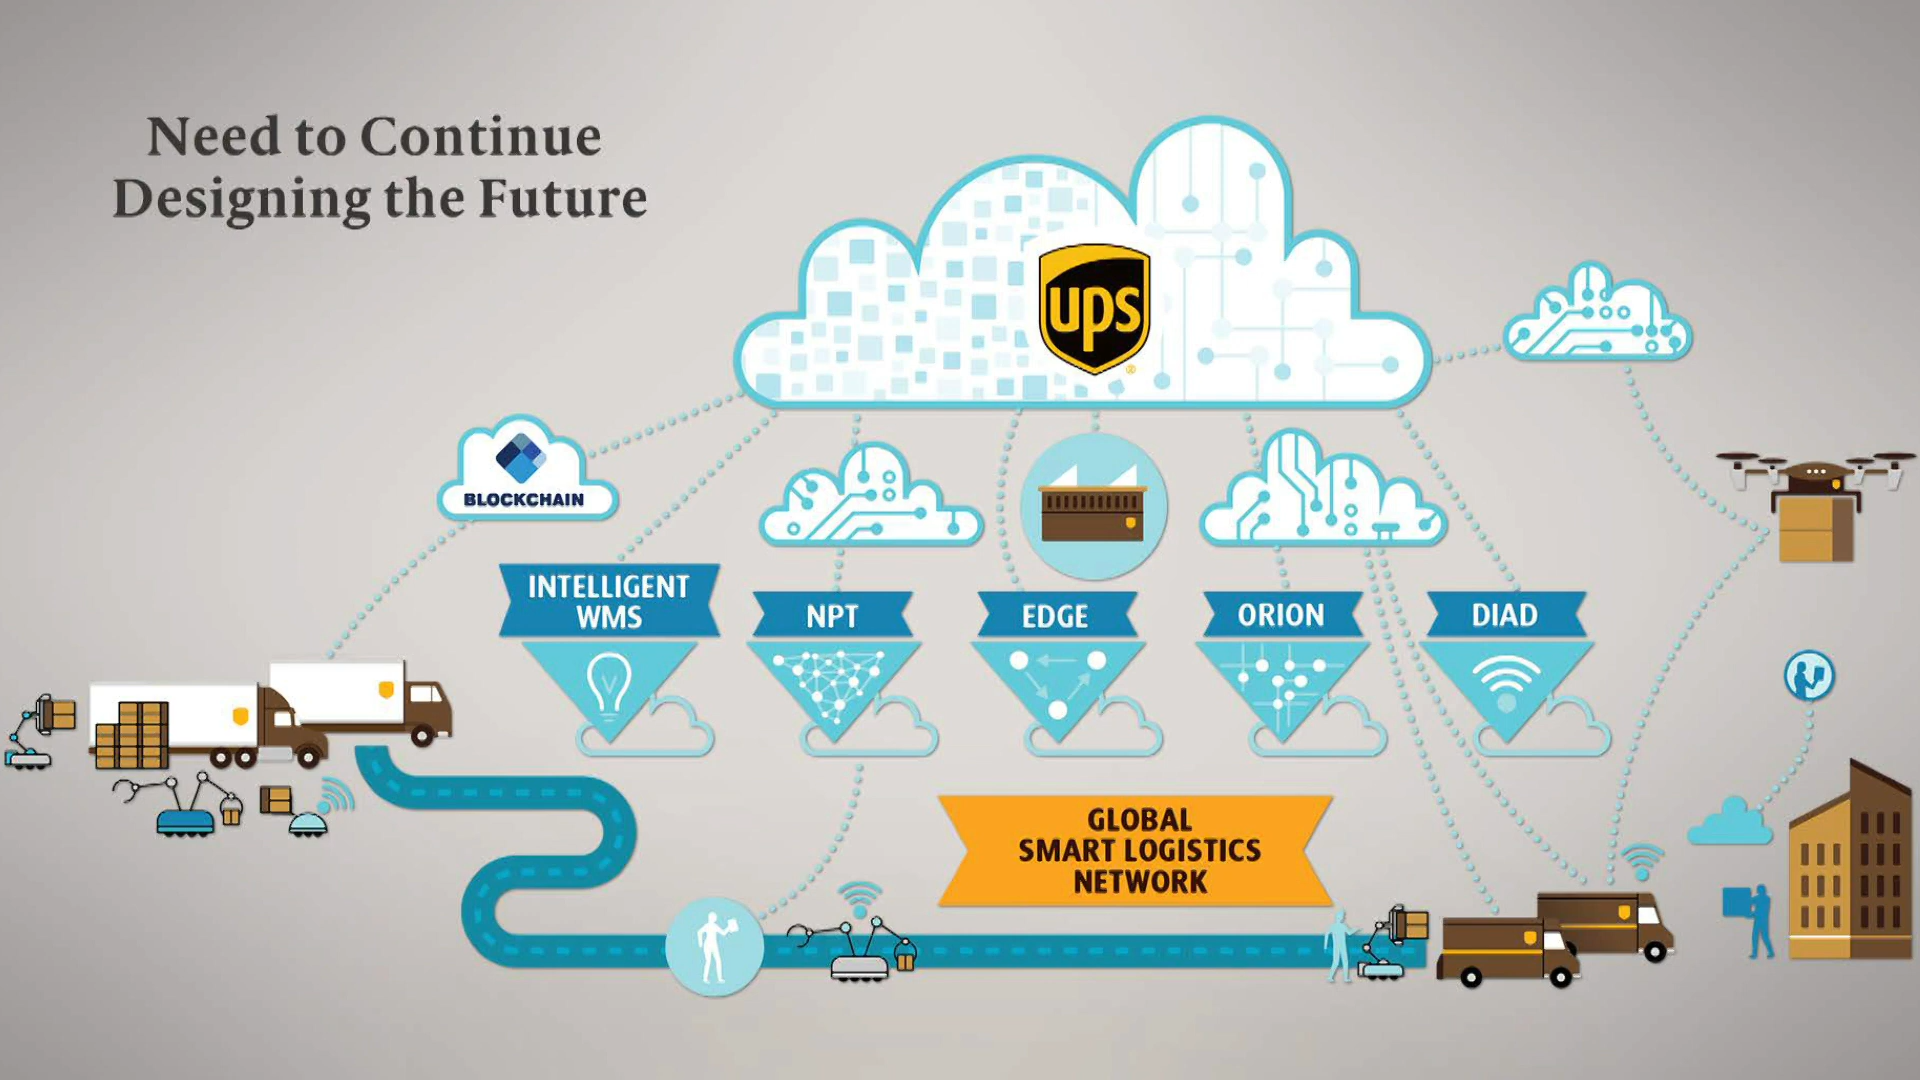 Need to Continue
Designing the Future
ups
®
BLOCKCHAIN
INTELLIGENT
WMS
NPT
EDGE
ORION
DIAD
GLOBAL
SMART LOGISTICS
NETWORK